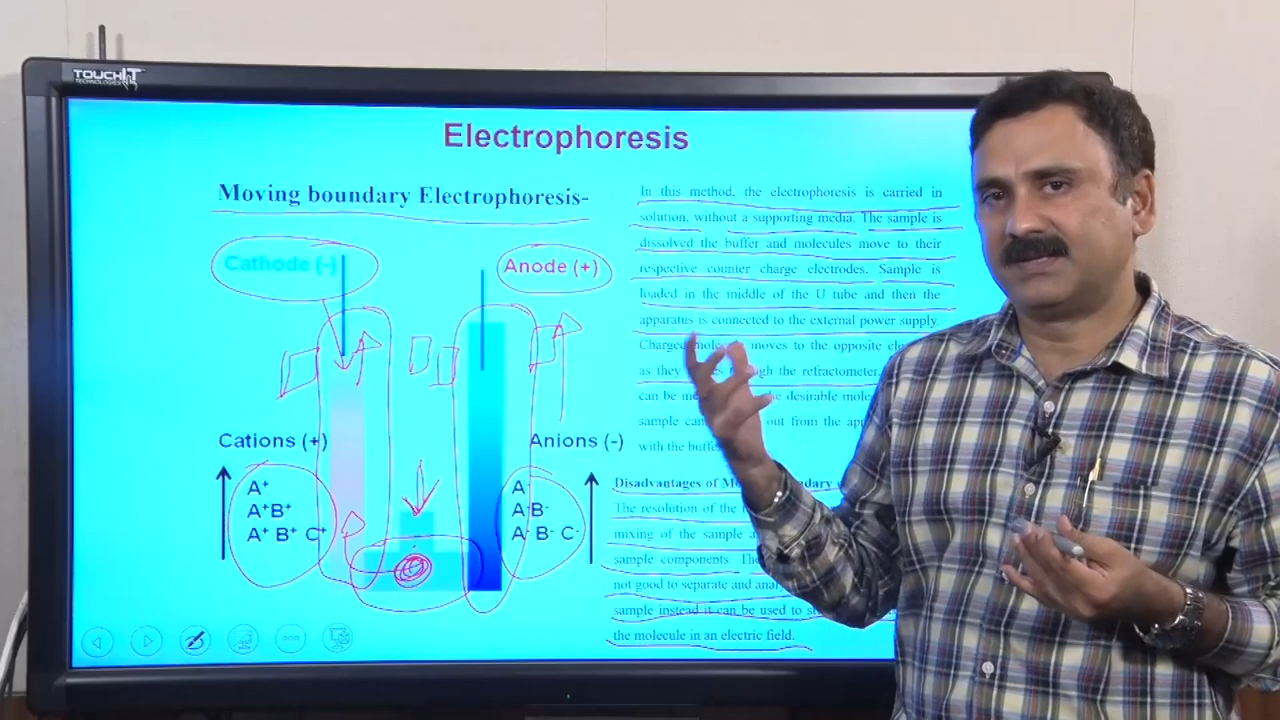 TOUCHIT
TECHNOLOGIES
Electrophoresis
Moving boundary Electrophoresis-
Cathode (-)
Anode (+)
Cations (+)
A⁺
A⁺B⁺
A⁺ B⁺ C⁺
Anions (-)
A⁻
A⁻B⁻
A⁻ B⁻ C⁻
In this method, the electrophoresis is carried in
solution, without a supporting media. The sample is
dissolved the buffer and molecules move to their
respective counter charge electrodes. Sample is
loaded in the middle of the U tube and then the
apparatus is connected to the external power supply.
Charged moves to the opposite
as they the refractometer,
can be desirable
sample out from the
with the
Disadvantages of
The resolution of the
mixing of the sample
sample components.
not good to separate and
sample instead it can be used to
the molecule in an electric field.